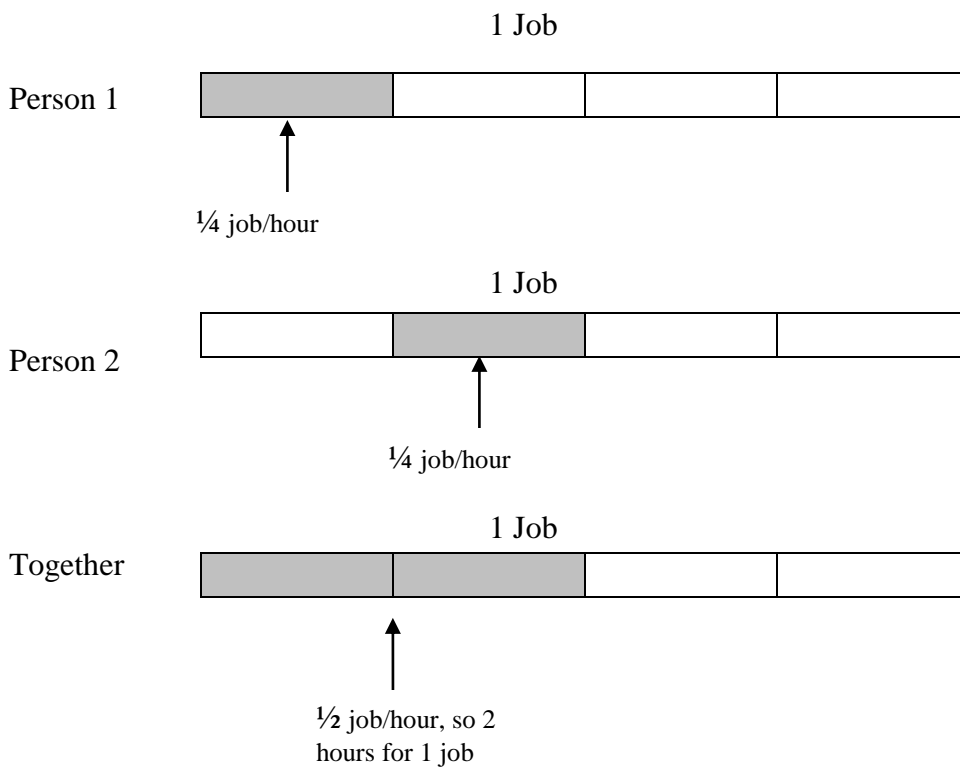 1 Job
Person 1
¼ job/hour
1 Job
Person 2
¼ job/hour
1 Job
Together
½ job/hour, so 2
hours for 1 job